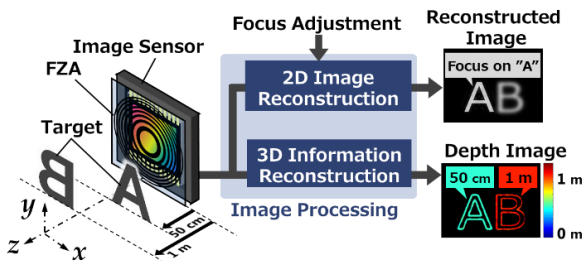 Focus Adjustment
Image Sensor
FZA
Target
B
A
y
z
x
50 cm
1 m
2D Image
Reconstruction
3D Information
Reconstruction
Image Processing
Reconstructed
Image
Focus on "A"
AB
Depth Image
50 cm
1 m
AB
1 m
0 m